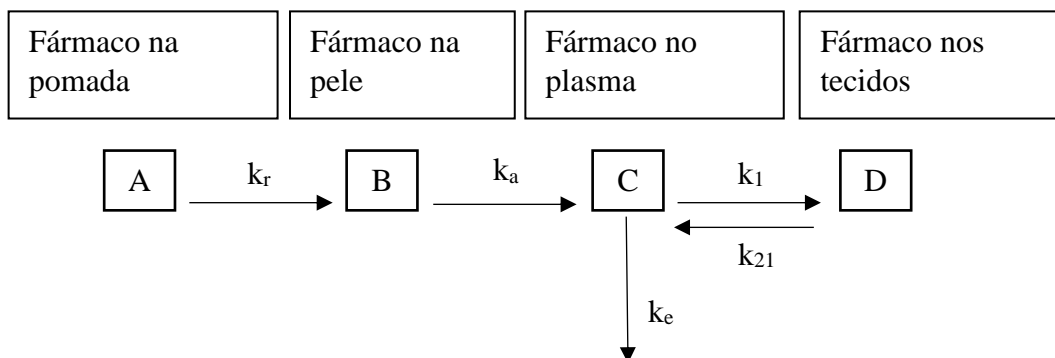 Fármaco na
pomada
Fármaco na
pele
Fármaco no
plasma
Fármaco nos
tecidos
A
kr
B
ka
C
k1
D
k21
ke